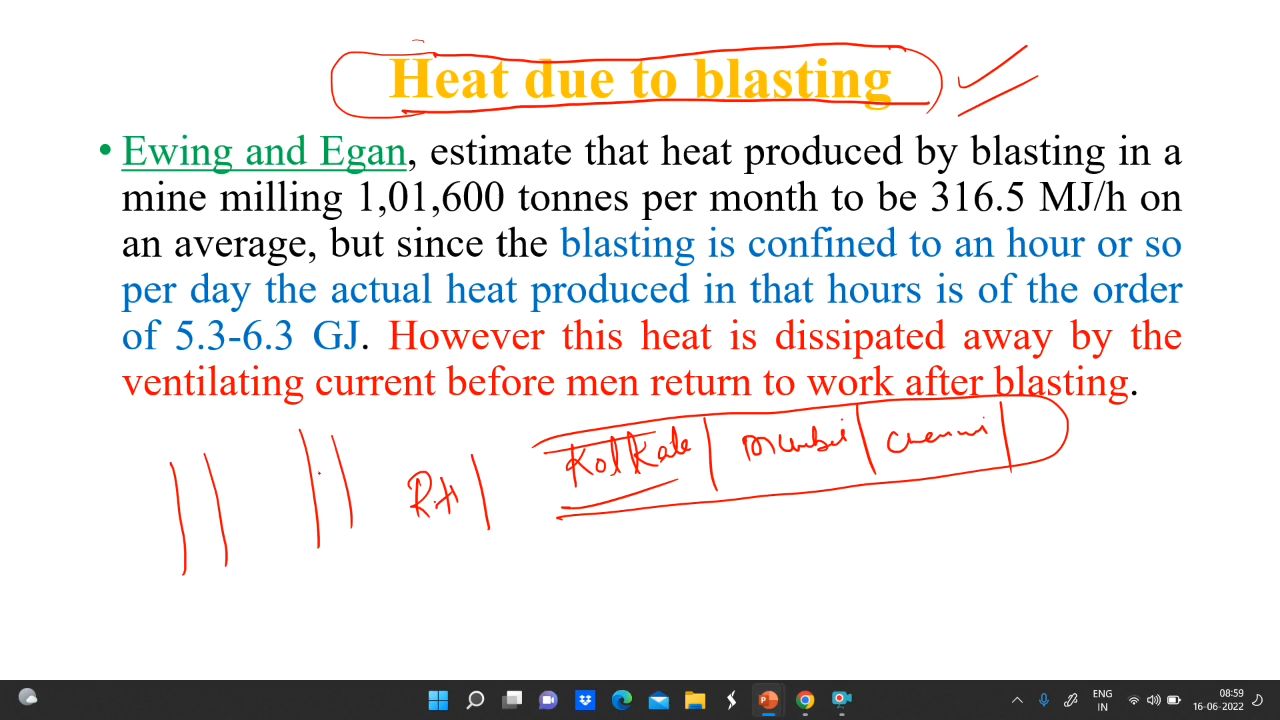 Heat due to blasting
• Ewing and Egan, estimate that heat produced by blasting in a
mine milling 1,01,600 tonnes per month to be 316.5 MJ/h on
an average, but since the blasting is confined to an hour or so
per day the actual heat produced in that hours is of the order
of 5.3-6.3 GJ. However this heat is dissipated away by the
ventilating current before men return to work after blasting.
Kolkate | Mumbai | Chennai
ENG
IN
08:59
16-06-2022